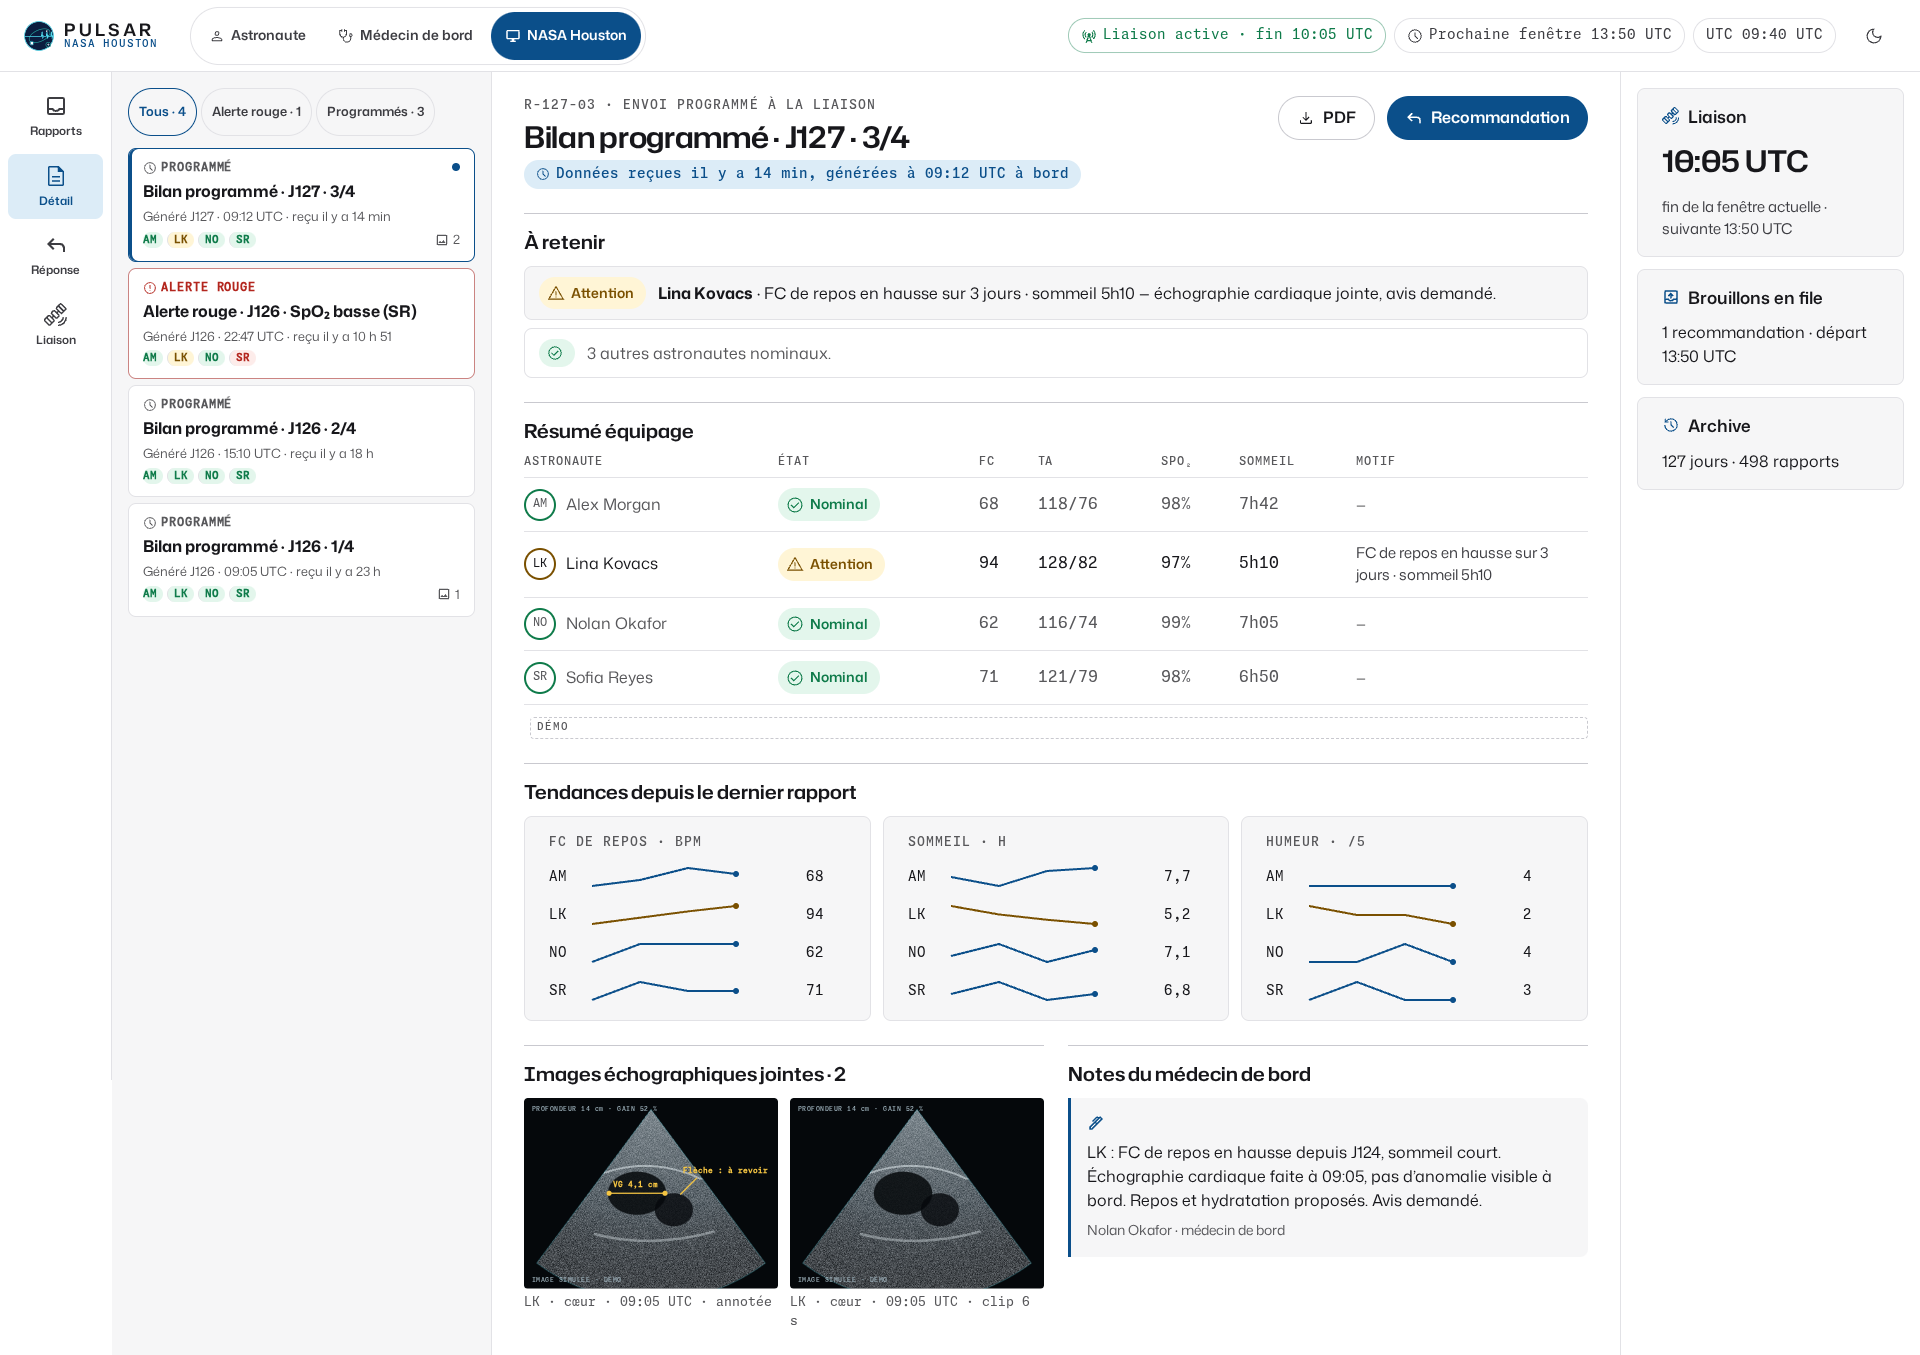 PULSAR
NASA HOUSTON
Astronaute
Médecin de bord
NASA Houston
Liaison active · fin 10:05 UTC
Prochaine fenêtre 13:50 UTC
UTC 09:40 UTC
Rapports
Détail
Réponse
Liaison
Tous · 4
Alerte rouge · 1
Programmés · 3
PROGRAMMÉ
Bilan programmé · J127 · 3/4
Généré J127 · 09:12 UTC · reçu il y a 14 min
AM LK NO SR
2
ALERTE ROUGE
Alerte rouge · J126 · SpO₂ basse (SR)
Généré J126 · 22:47 UTC · reçu il y a 10 h 51
AM LK NO SR
PROGRAMMÉ
Bilan programmé · J126 · 2/4
Généré J126 · 15:10 UTC · reçu il y a 18 h
AM LK NO SR
PROGRAMMÉ
Bilan programmé · J126 · 1/4
Généré J126 · 09:05 UTC · reçu il y a 23 h
AM LK NO SR
1
R-127-03 · ENVOI PROGRAMMÉ À LA LIAISON
Bilan programmé · J127 · 3/4
Données reçues il y a 14 min, générées à 09:12 UTC à bord
PDF
Recommandation
À retenir
Attention
Lina Kovacs · FC de repos en hausse sur 3 jours · sommeil 5h10 — échographie cardiaque jointe, avis demandé.
3 autres astronautes nominaux.
Résumé équipage
ASTRONAUTE ÉTAT FC TA SPO₂ SOMMEIL MOTIF
AM Alex Morgan Nominal 68 118/76 98% 7h42 —
LK Lina Kovacs Attention 94 128/82 97% 5h10 FC de repos en hausse sur 3
jours · sommeil 5h10
NO Nolan Okafor Nominal 62 116/74 99% 7h05 —
SR Sofia Reyes Nominal 71 121/79 98% 6h50 —
DÉMO
Tendances depuis le dernier rapport
FC DE REPOS · BPM
AM 68
LK 94
NO 62
SR 71
SOMMEIL · H
AM 7,7
LK 5,2
NO 7,1
SR 6,8
HUMEUR · /5
AM 4
LK 2
NO 4
SR 3
Images échographiques jointes · 2
PROFONDEUR 14 cm · GAIN 52 %
Flèche : à revoir
VG 4,1 cm
IMAGE SIMULÉE · DÉMO
LK · cœur · 09:05 UTC · annotée
PROFONDEUR 14 cm · GAIN 52 %
IMAGE SIMULÉE · DÉMO
LK · cœur · 09:05 UTC · clip 6
s
Notes du médecin de bord
LK : FC de repos en hausse depuis J124, sommeil court.
Échographie cardiaque faite à 09:05, pas d’anomalie visible à
bord. Repos et hydratation proposés. Avis demandé.
Nolan Okafor · médecin de bord
Liaison
10:05 UTC
fin de la fenêtre actuelle ·
suivante 13:50 UTC
Brouillons en file
1 recommandation · départ
13:50 UTC
Archive
127 jours · 498 rapports